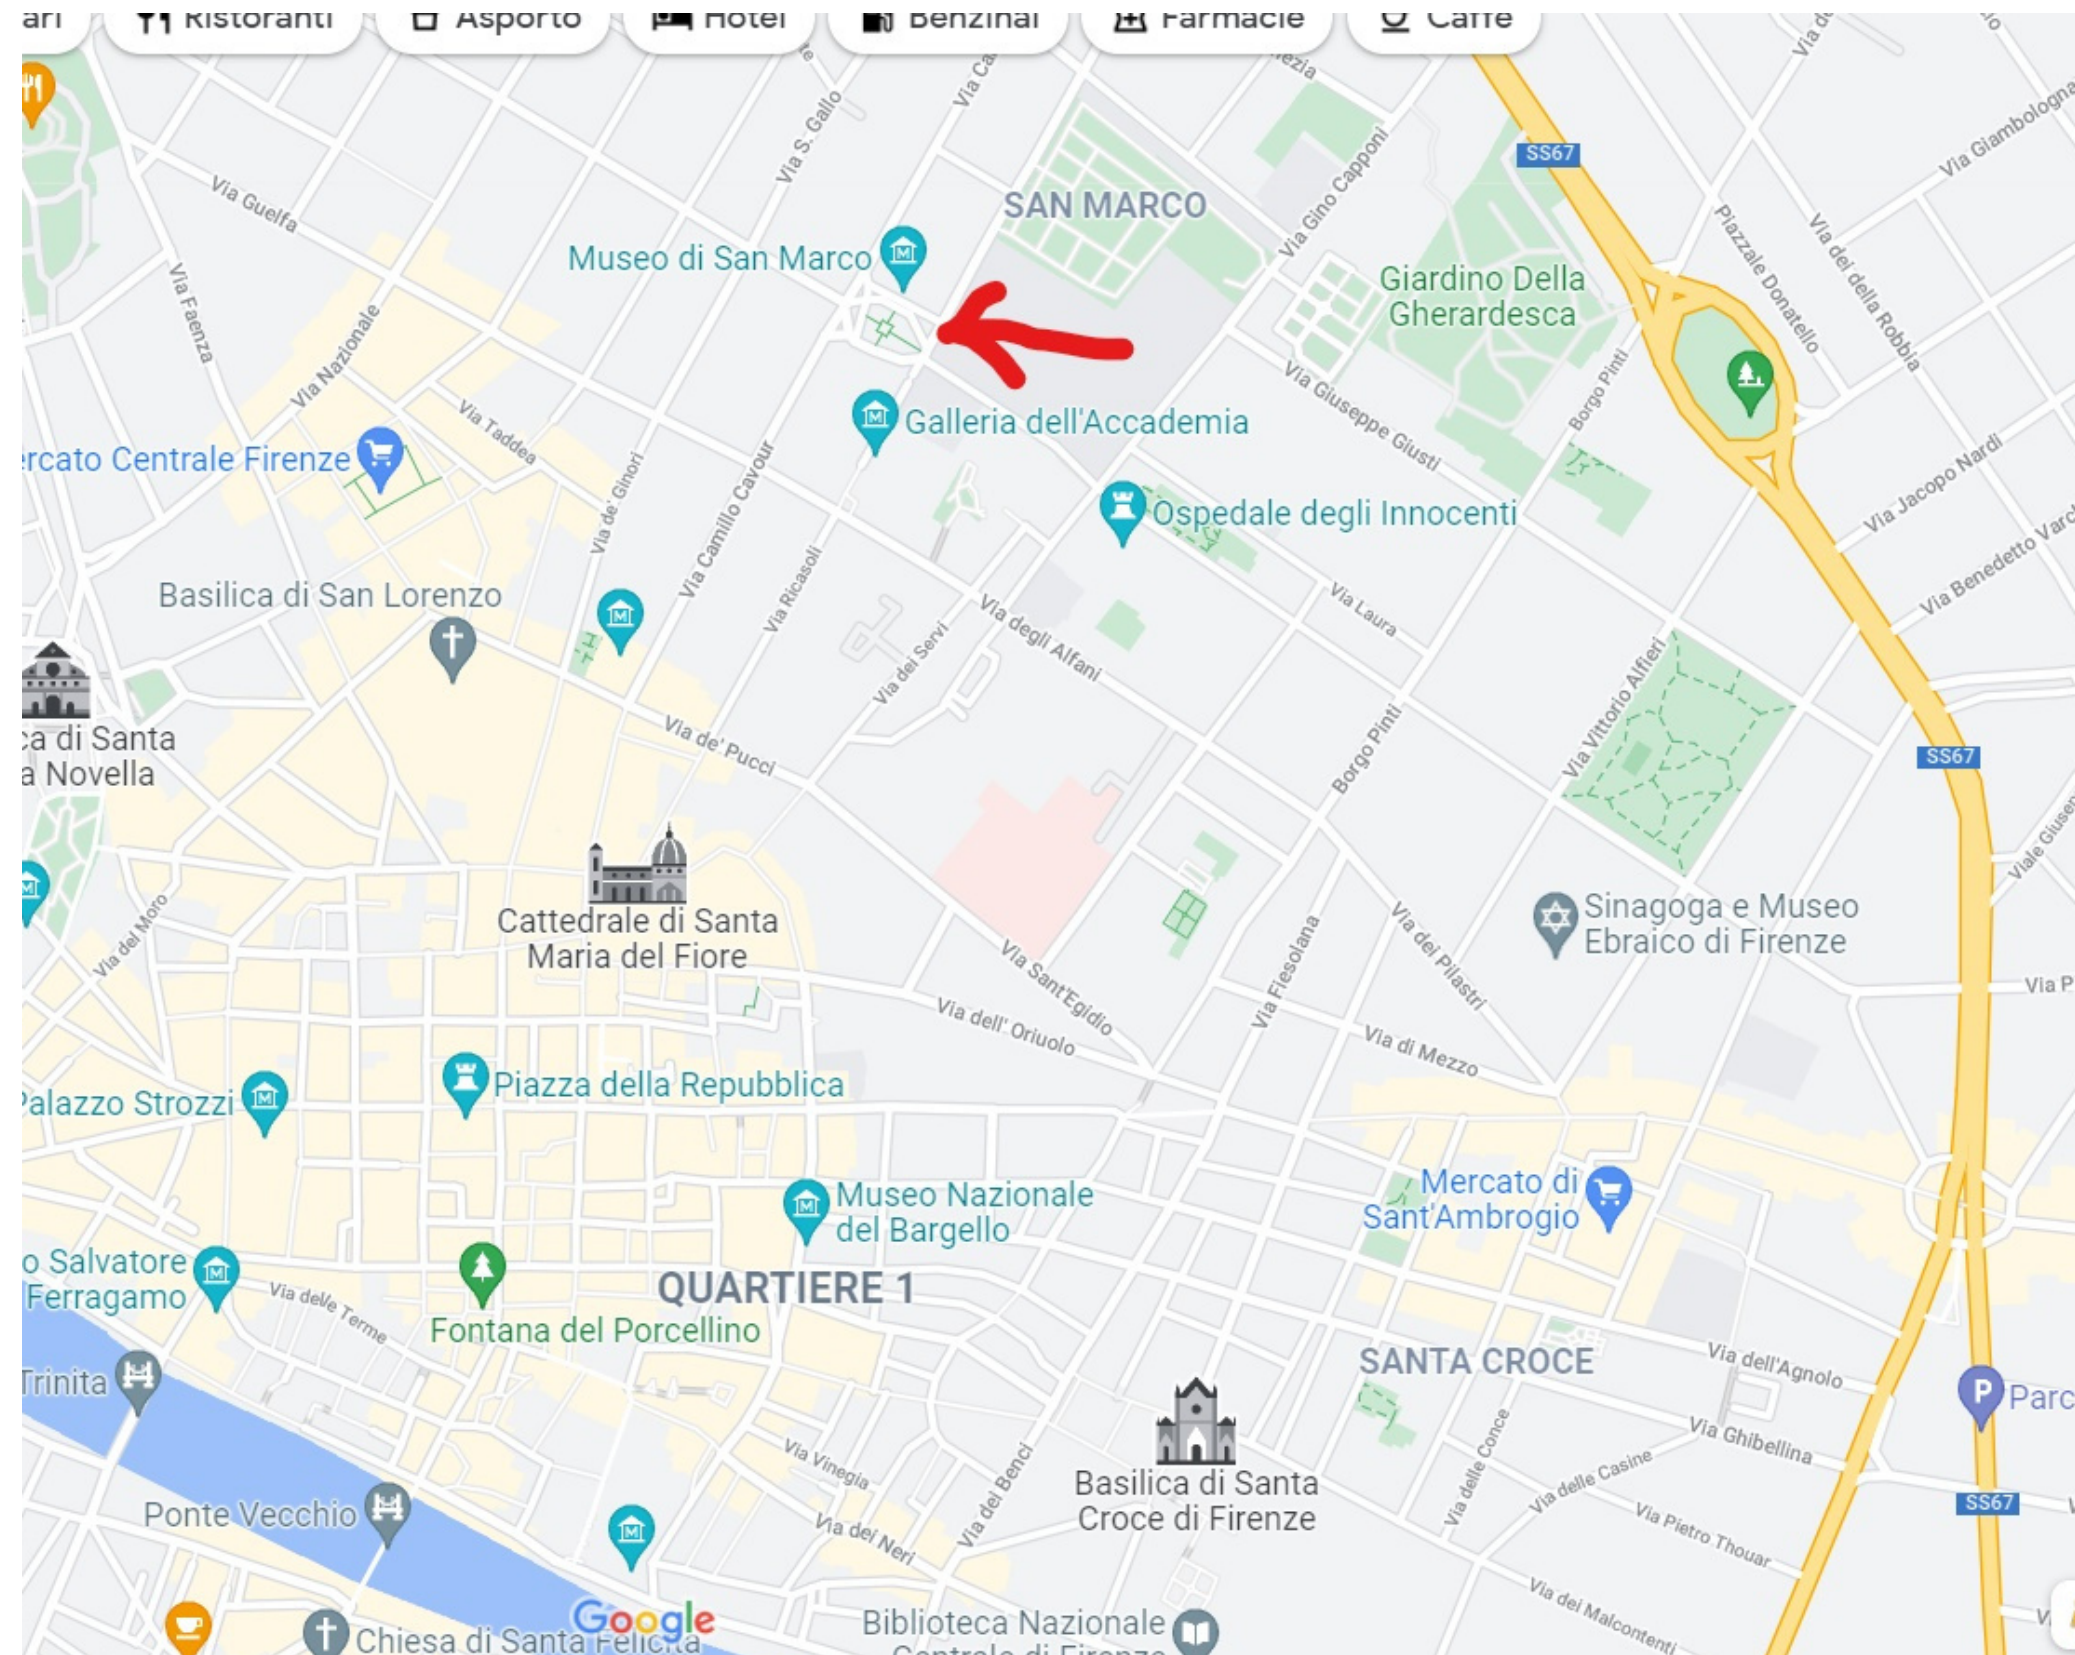 Ristoranti
Asporto
Hotel
Benzinai
Farmacie
Caffè
Via S. Gallo
Via Gino Capponi
SS67
Via Giambologna
Piazzale Donatello
Via dei della Robbia
Via Guelfa
SAN MARCO
Museo di San Marco
Giardino Della
Gherardesca
Via Faenza
Via Nazionale
Via Taddea
Galleria dell'Accademia
Via Giuseppe Giusti
Borgo Pinti
Via Jacopo Nardi
Centrale Firenze
Via de' Ginori
Via Camillo Cavour
Via Ricasoli
Ospedale degli Innocenti
Via Benedetto
Basilica di San Lorenzo
Via dei Servi
Via degli Alfani
Via Laura
Via Vittorio Alfieri
di Santa
Novella
Via de' Pucci
Borgo Pinti
SS67
Cattedrale di Santa
Maria del Fiore
Via del Moro
Via Sant'Egidio
Via dell' Oriuolo
Via Fiesolana
Via dei Pilastri
Sinagoga e Museo
Ebraico di Firenze
Via di Mezzo
Palazzo Strozzi
Piazza della Repubblica
Museo Nazionale
del Bargello
Mercato di
Sant'Ambrogio
Salvatore
Ferragamo
Via delle Terme
QUARTIERE 1
Fontana del Porcellino
SANTA CROCE
Via dell'Agnolo
Trinita
P
Via Ghibellina
Via Vinegia
Via dei Benci
Basilica di Santa
Croce di Firenze
Via delle Conce
Via delle Casine
Via Pietro Thouar
SS67
Ponte Vecchio
Via dei Neri
Via dei Malcontenti
Google
Chiesa di Santa Felicita
Biblioteca Nazionale
Centrale di Firenze